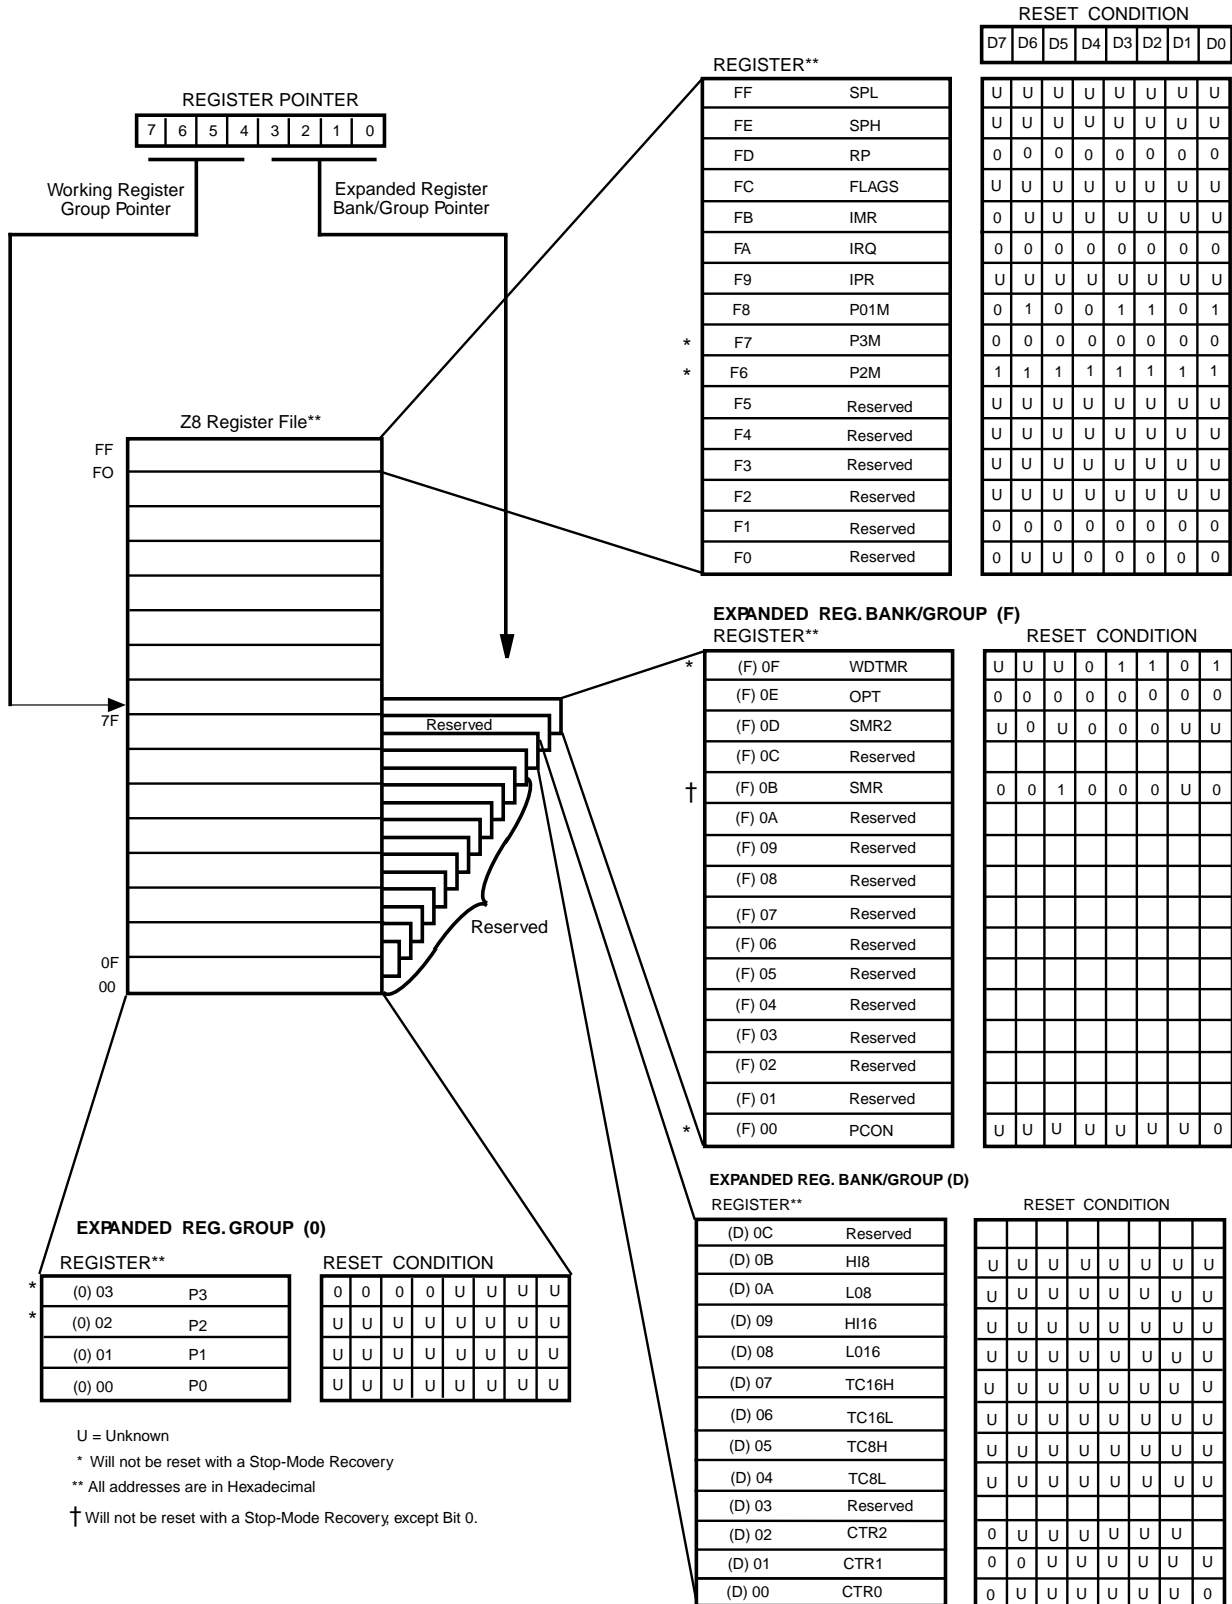 RESET CONDITION
D7 D6 D5 D4 D3 D2 D1 D0
REGISTER**
FF SPL U U U U U U U U
FE SPH U U U U U U U U
FD RP 0 0 0 0 0 0 0 0
FC FLAGS U U U U U U U U
FB IMR 0 U U U U U U U
FA IRQ 0 0 0 0 0 0 0 0
F9 IPR U U U U U U U U
F8 P01M 0 1 0 0 1 1 0 1
* F7 P3M 0 0 0 0 0 0 0 0
* F6 P2M 1 1 1 1 1 1 1 1
F5 Reserved U U U U U U U U
F4 Reserved U U U U U U U U
F3 Reserved U U U U U U U U
F2 Reserved U U U U U U U U
F1 Reserved 0 0 0 0 0 0 0 0
F0 Reserved 0 U U 0 0 0 0 0
REGISTER POINTER
7 6 5 4 3 2 1 0
Working Register
Group Pointer
Expanded Register
Bank/Group Pointer
Z8 Register File**
FF
FO
7F
Reserved
Reserved
0F
00
EXPANDED REG. BANK/GROUP (F)
REGISTER** RESET CONDITION
* (F) 0F WDTMR U U U 0 1 1 0 1
(F) 0E OPT 0 0 0 0 0 0 0 0
(F) 0D SMR2 U 0 U 0 0 0 U U
(F) 0C Reserved
† (F) 0B SMR 0 0 1 0 0 0 U 0
(F) 0A Reserved
(F) 09 Reserved
(F) 08 Reserved
(F) 07 Reserved
(F) 06 Reserved
(F) 05 Reserved
(F) 04 Reserved
(F) 03 Reserved
(F) 02 Reserved
(F) 01 Reserved
* (F) 00 PCON U U U U U U U 0
EXPANDED REG. BANK/GROUP (D)
REGISTER** RESET CONDITION
(D) 0C Reserved
(D) 0B HI8 U U U U U U U U
(D) 0A L08 U U U U U U U U
(D) 09 HI16 U U U U U U U U
(D) 08 L016 U U U U U U U U
(D) 07 TC16H U U U U U U U U
(D) 06 TC16L U U U U U U U U
(D) 05 TC8H U U U U U U U U
(D) 04 TC8L U U U U U U U U
(D) 03 Reserved
(D) 02 CTR2 0 U U U U U U
(D) 01 CTR1 0 0 U U U U U U
(D) 00 CTR0 0 U U U U U U 0
EXPANDED REG. GROUP (0)
REGISTER** RESET CONDITION
* (0) 03 P3 0 0 0 0 U U U U
* (0) 02 P2 U U U U U U U U
(0) 01 P1 U U U U U U U U
(0) 00 P0 U U U U U U U U
U = Unknown
* Will not be reset with a Stop-Mode Recovery
** All addresses are in Hexadecimal
† Will not be reset with a Stop-Mode Recovery, except Bit 0.